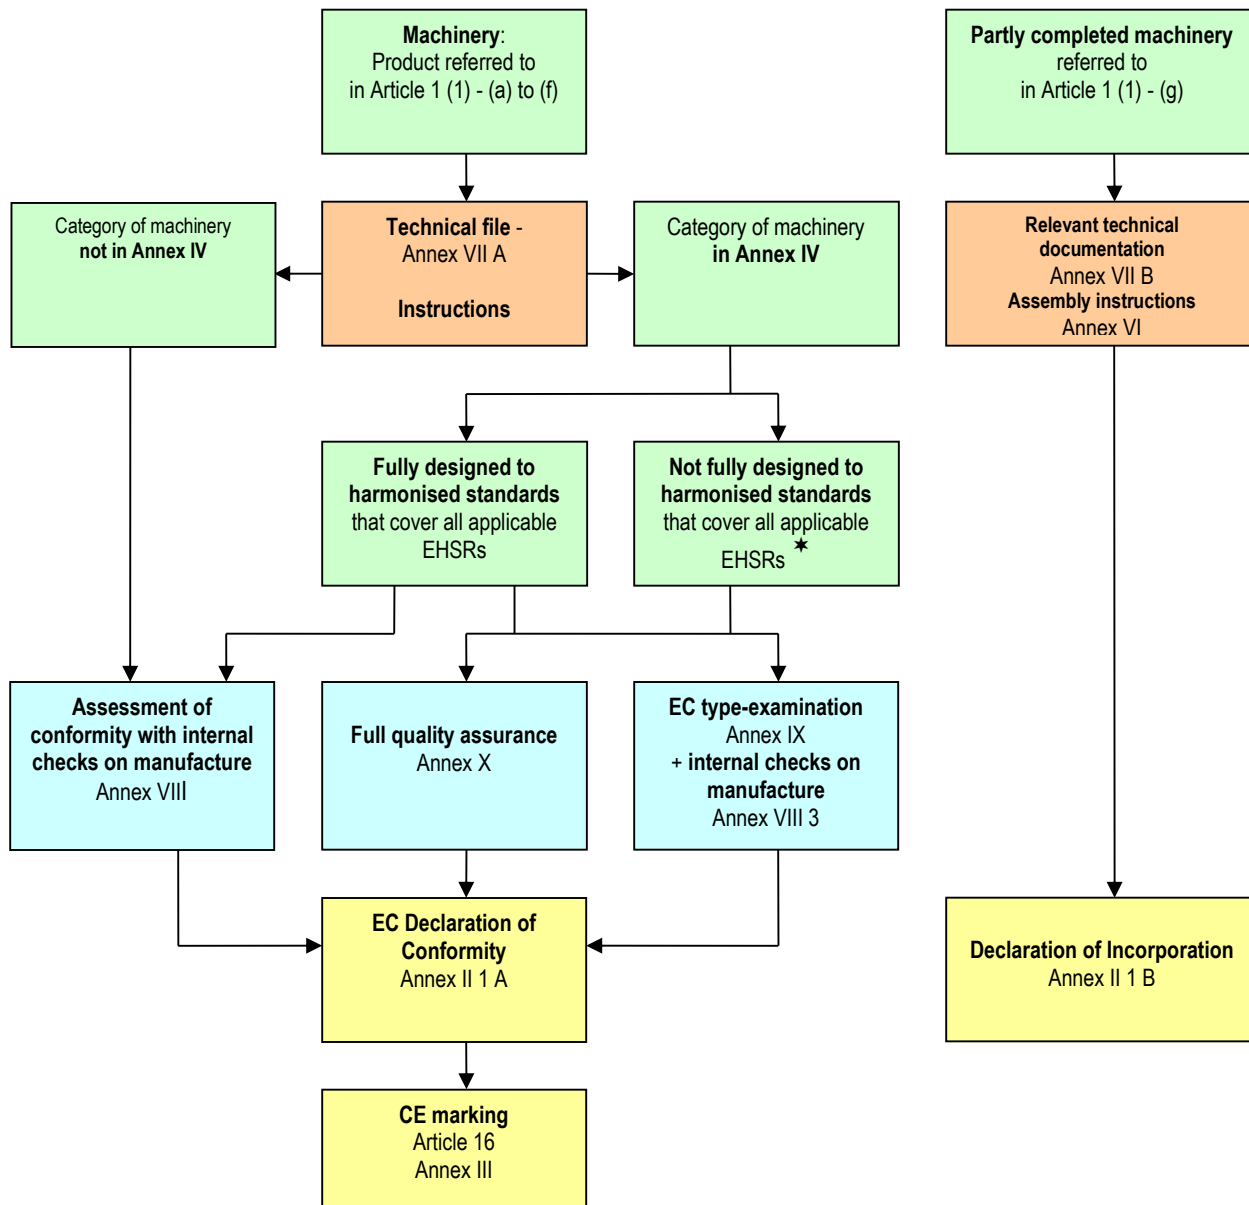 Machinery:
Product referred to
in Article 1 (1) - (a) to (f)
Partly completed machinery
referred to
in Article 1 (1) - (g)
Category of machinery
not in Annex IV
Technical file -
Annex VII A
Instructions
Category of machinery
in Annex IV
Relevant technical
documentation
Annex VII B
Assembly instructions
Annex VI
Fully designed to
harmonised standards
that cover all applicable
EHSRs
Not fully designed to
harmonised standards
that cover all applicable
EHSRs ✶
Assessment of
conformity with internal
checks on manufacture
Annex VIII
Full quality assurance
Annex X
EC type-examination
Annex IX
+ internal checks on
manufacture
Annex VIII 3
EC Declaration of
Conformity
Annex II 1 A
Declaration of Incorporation
Annex II 1 B
CE marking
Article 16
Annex III